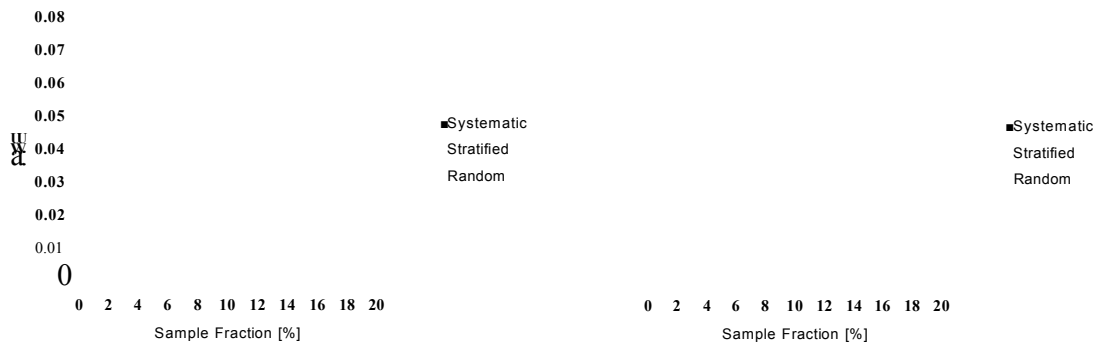 0.08
0.07
0.06
0.05
0.04
0.03
0.02
0.01
0
0 2 4 6 8 10 12 14 16 18 20
Sample Fraction [%]
■Systematic
Stratified
Random
0 2 4 6 8 10 12 14 16 18 20
Sample Fraction [%]
■Systematic
Stratified
Random